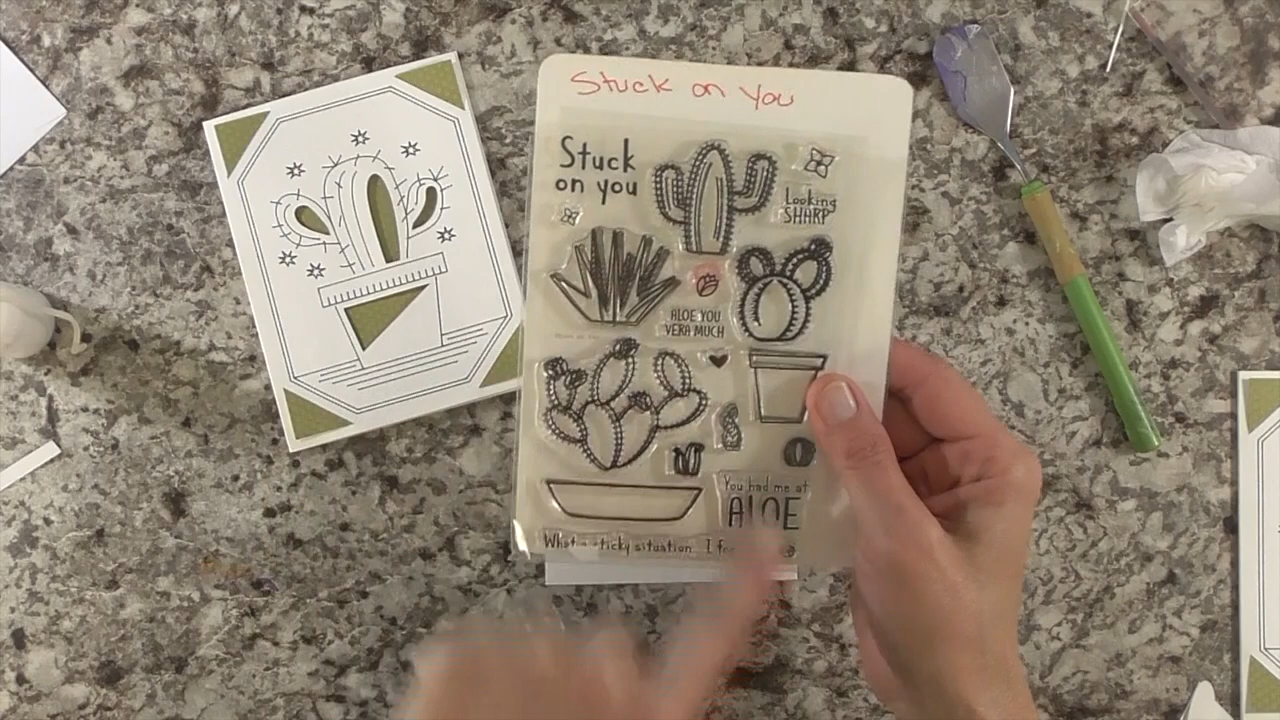 Stuck on You
Stuck
on you
Looking
SHARP
ALOE YOU
VERA MUCH
You had me at
ALOE
What sticky situation I